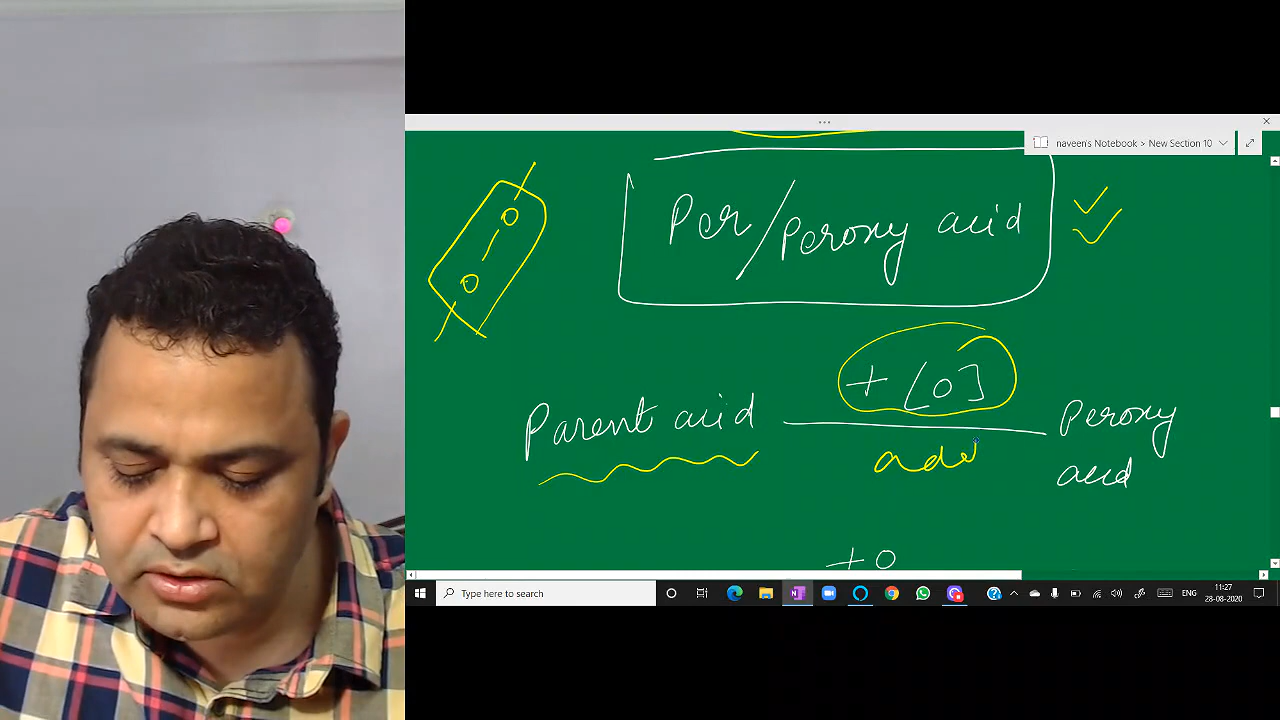 naveen's Notebook > New Section 10
Per/Peroxy acid
O-O
+ [O]
Parent acid
Peroxy
acid
+ O
Type here to search
ENG
11:27
28-08-2020